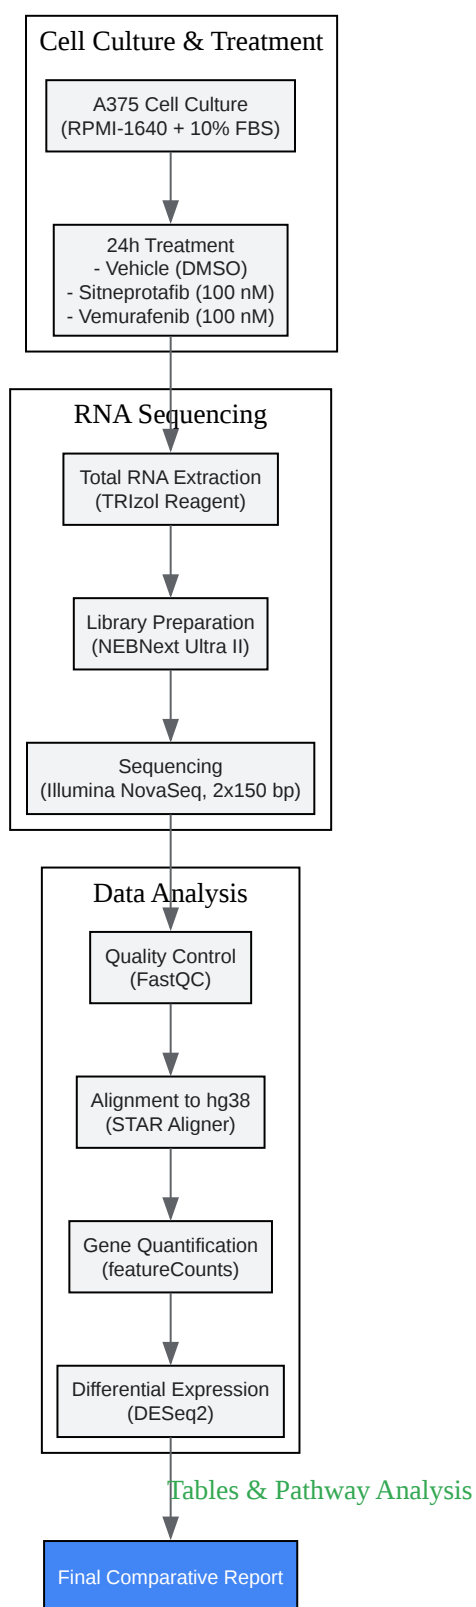 Cell Culture & Treatment
A375 Cell Culture
(RPMI-1640 + 10% FBS)
24h Treatment
- Vehicle (DMSO)
- Sitneprotafib (100 nM)
- Vemurafenib (100 nM)
RNA Sequencing
Total RNA Extraction
(TRIzol Reagent)
Library Preparation
(NEBNext Ultra II)
Sequencing
(Illumina NovaSeq, 2x150 bp)
Data Analysis
Quality Control
(FastQC)
Alignment to hg38
(STAR Aligner)
Gene Quantification
(featureCounts)
Differential Expression
(DESeq2)
Tables & Pathway Analysis
Final Comparative Report